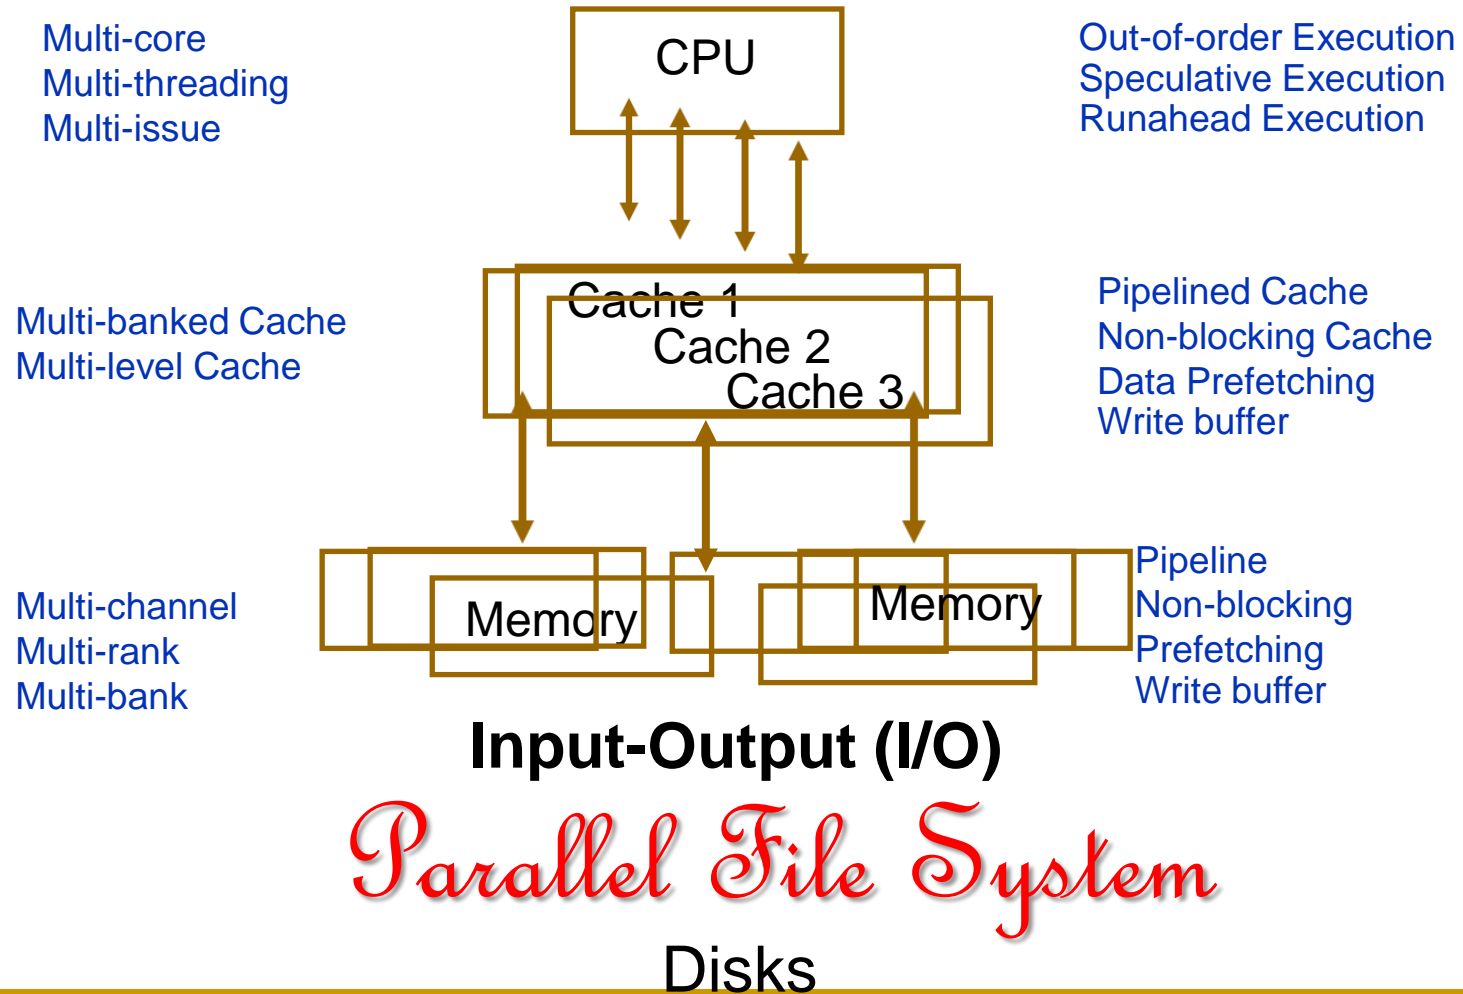 Multi-core
Multi-threading
Multi-issue
CPU
Out-of-order Execution
Speculative Execution
Runahead Execution
Multi-banked Cache
Multi-level Cache
Cache 1
Cache 2
Cache 3
Pipelined Cache
Non-blocking Cache
Data Prefetching
Write buffer
Multi-channel
Multi-rank
Multi-bank
Memory
Memory
Pipeline
Non-blocking
Prefetching
Write buffer
Input-Output (I/O)
Parallel File System
Disks